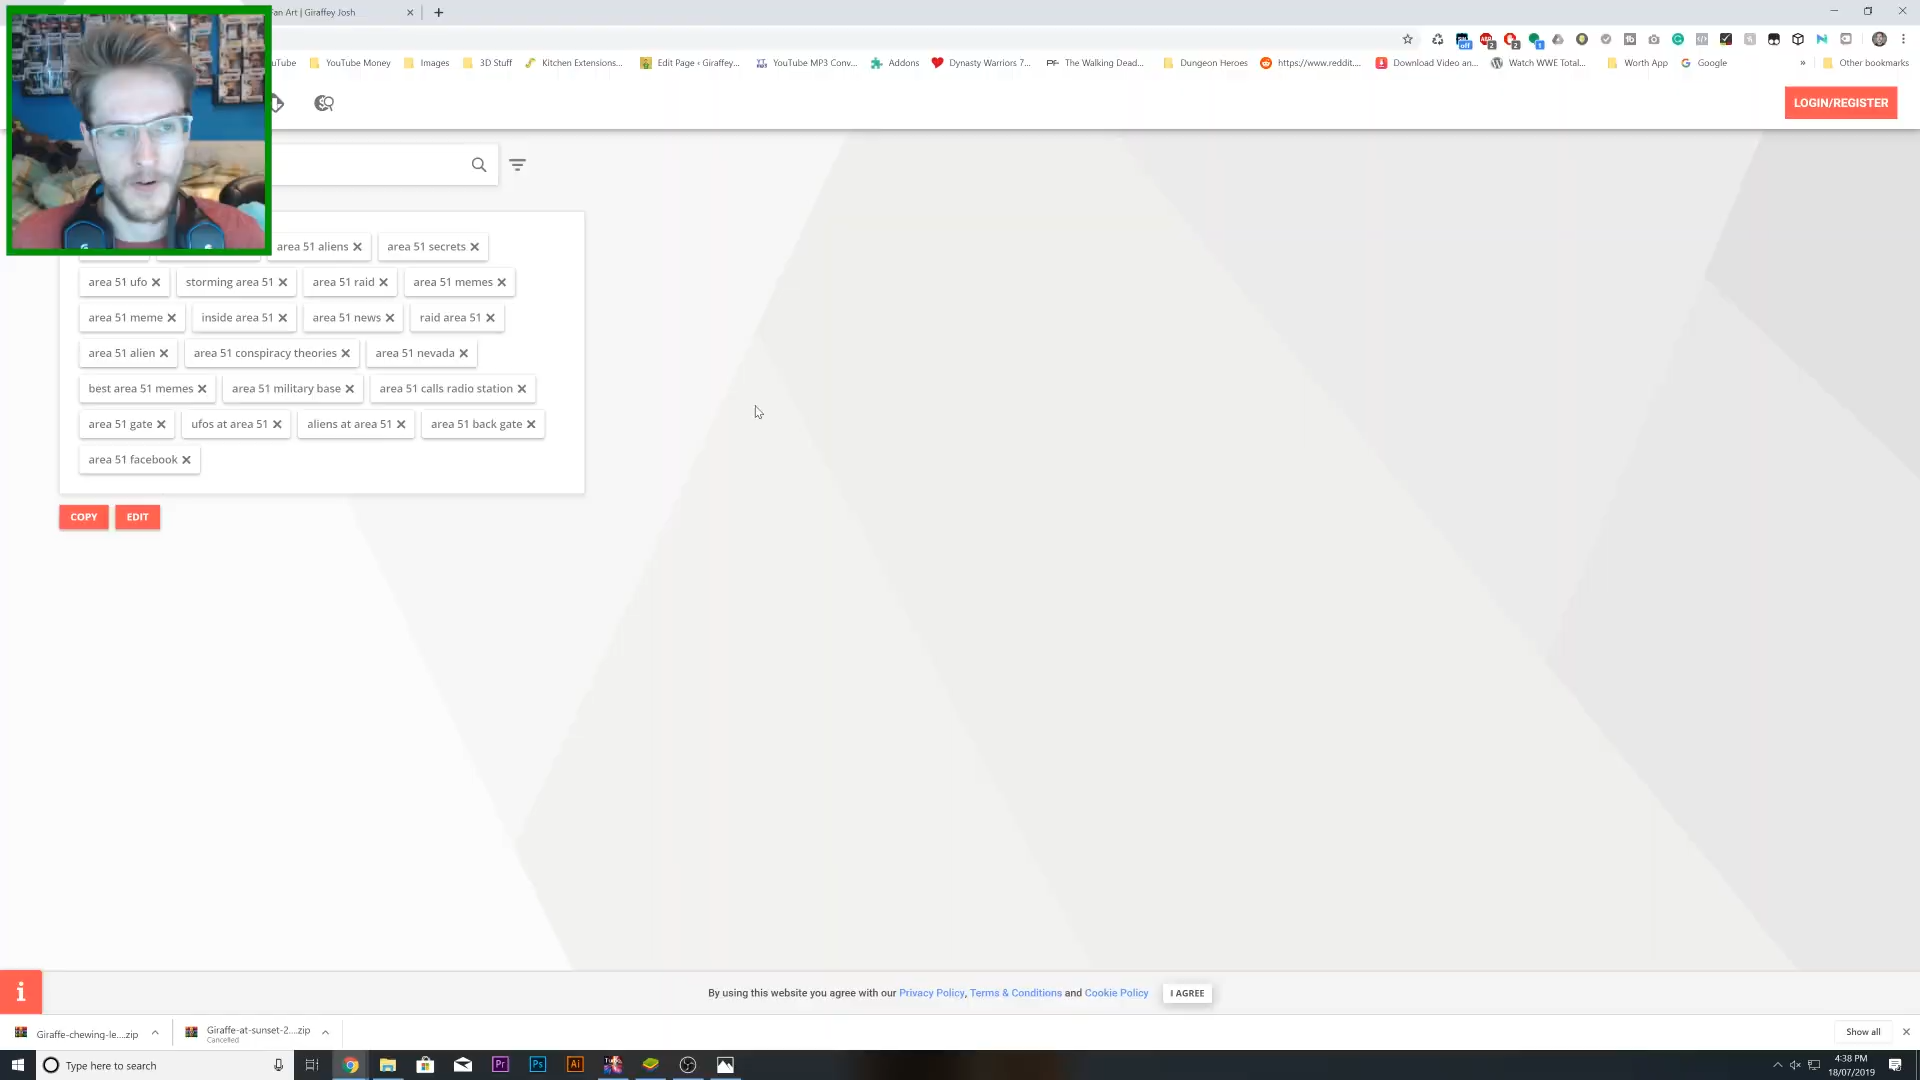 Fan Art | Giraffey Josh
uTube YouTube Money Images 3D Stuff Kitchen Extensions... Edit Page ‹ Giraffey... YouTube MP3 Conv... Addons Dynasty Warriors 7... PF The Walking Dead... Dungeon Heroes https://www.reddit.... Download Video an... Watch WWE Total... Worth App Google » Other bookmarks
LOGIN/REGISTER
area 51 aliens area 51 secrets
area 51 ufo storming area 51 area 51 raid area 51 memes
area 51 meme inside area 51 area 51 news raid area 51
area 51 alien area 51 conspiracy theories area 51 nevada
best area 51 memes area 51 military base area 51 calls radio station
area 51 gate ufos at area 51 aliens at area 51 area 51 back gate
area 51 facebook
COPY EDIT
By using this website you agree with our Privacy Policy, Terms & Conditions and Cookie Policy I AGREE
Giraffe-chewing-le....zip Giraffe-at-sunset-2....zip Show all
Cancelled
Type here to search Pr Ps Ai 4:38 PM
18/07/2019